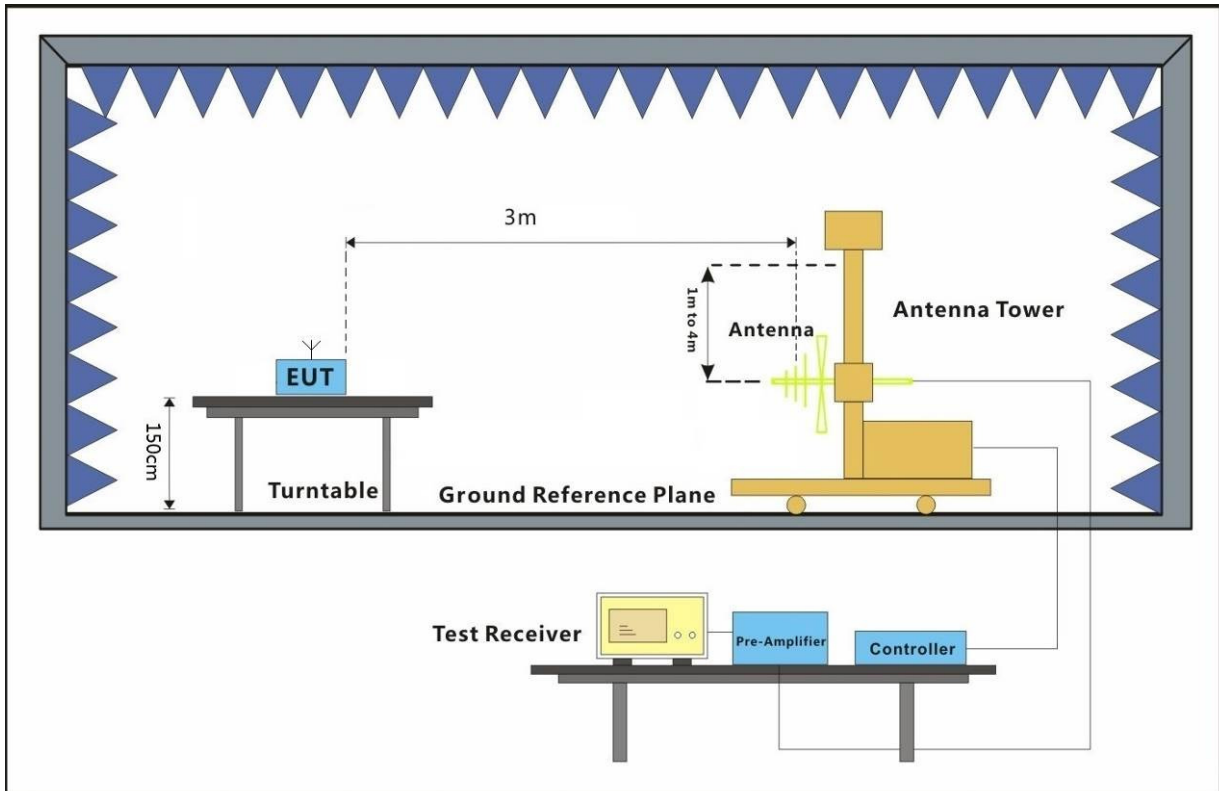 3m
1m to 4m
Antenna
Antenna Tower
EUT
150cm
Turntable
Ground Reference Plane
Test Receiver
Pre-Amplifier
Controller